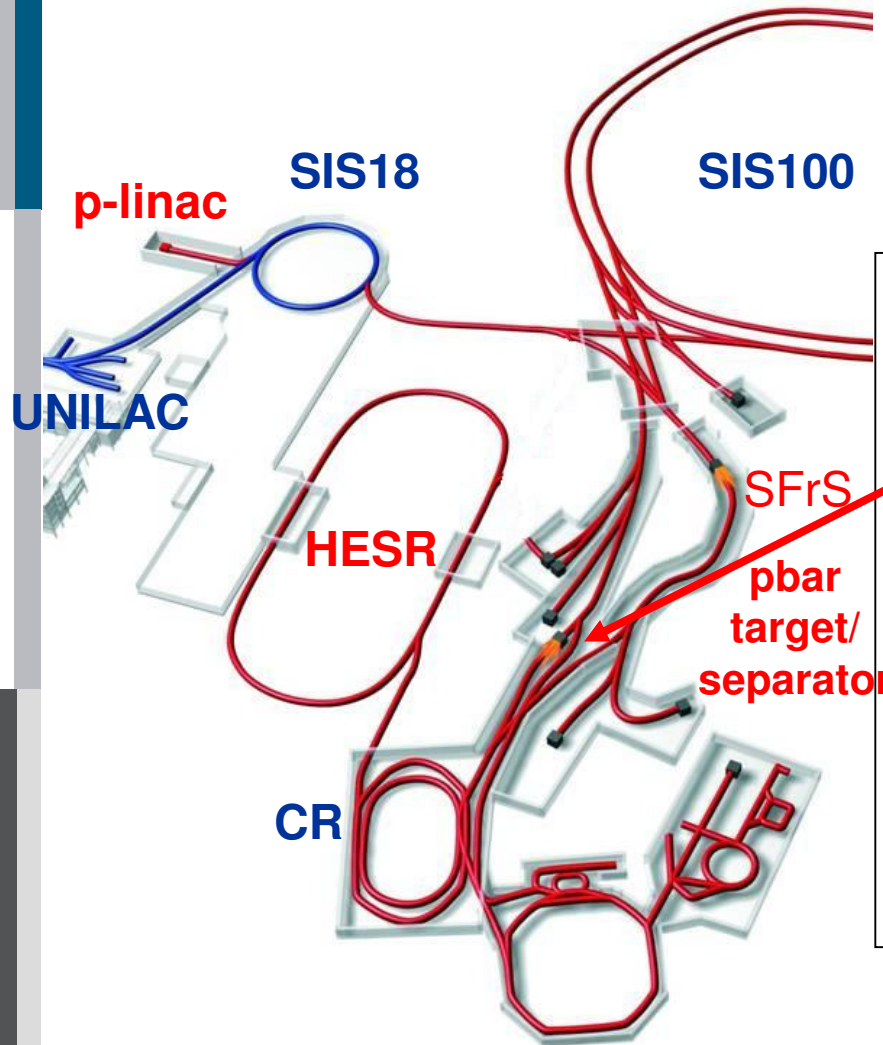 SIS18
SIS100
p-linac
UNILAC
SFrS
HESR
pbar
target/
separator
CR